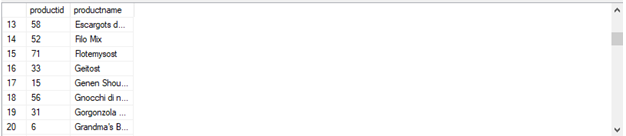 productid productname
13 58 Escargots d...
14 52 Filo Mix
15 71 Flotemysost
16 33 Geitost
17 15 Genen Shou...
18 56 Gnocchi di n...
19 31 Gorgonzola ...
20 6 Grandma's B...